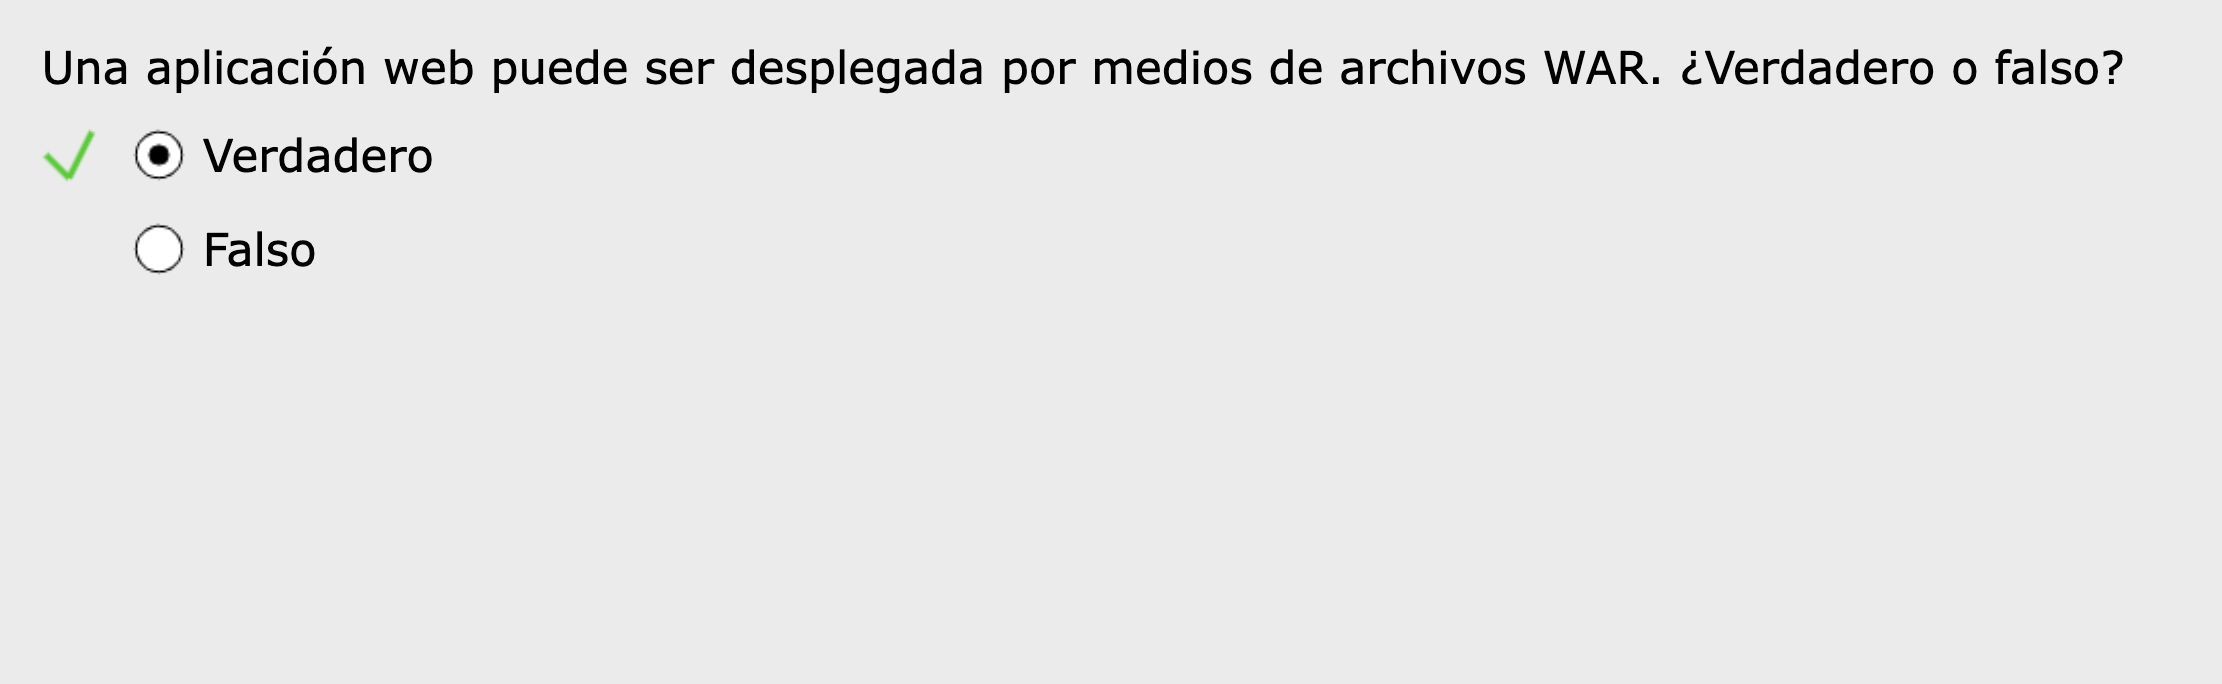 Una aplicación web puede ser desplegada por medios de archivos WAR. ¿Verdadero o falso?
Verdadero
Falso